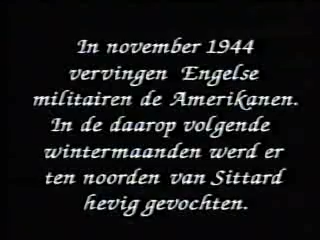 In november 1944
vervingen Engelse
militairen de Amerikanen.
In de daarop volgende
wintermaanden werd er
ten noorden van Sittard
hevig gevochten.